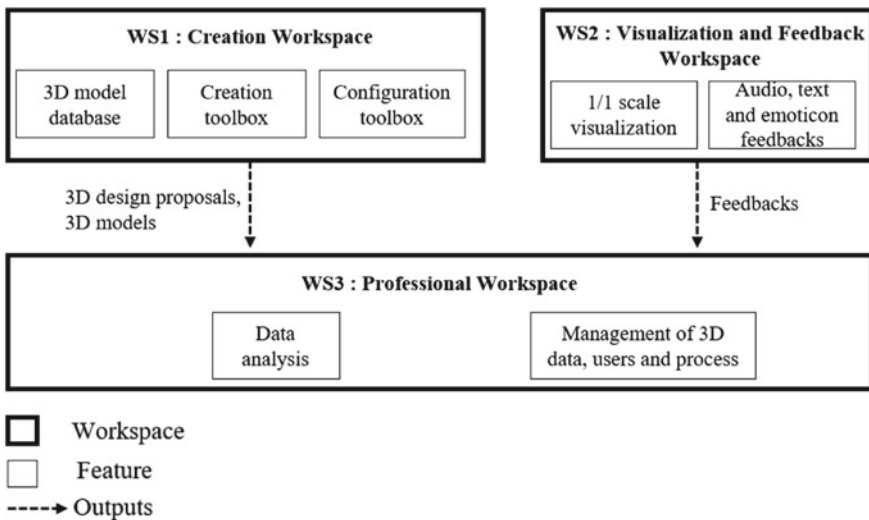 WS1 : Creation Workspace
3D model
database
Creation
toolbox
Configuration
toolbox
WS2 : Visualization and Feedback
Workspace
1/1 scale
visualization
Audio, text
and emoticon
feedbacks
3D design proposals,
3D models
Feedbacks
WS3 : Professional Workspace
Data
analysis
Management of 3D
data, users and process
Workspace
Feature
Outputs